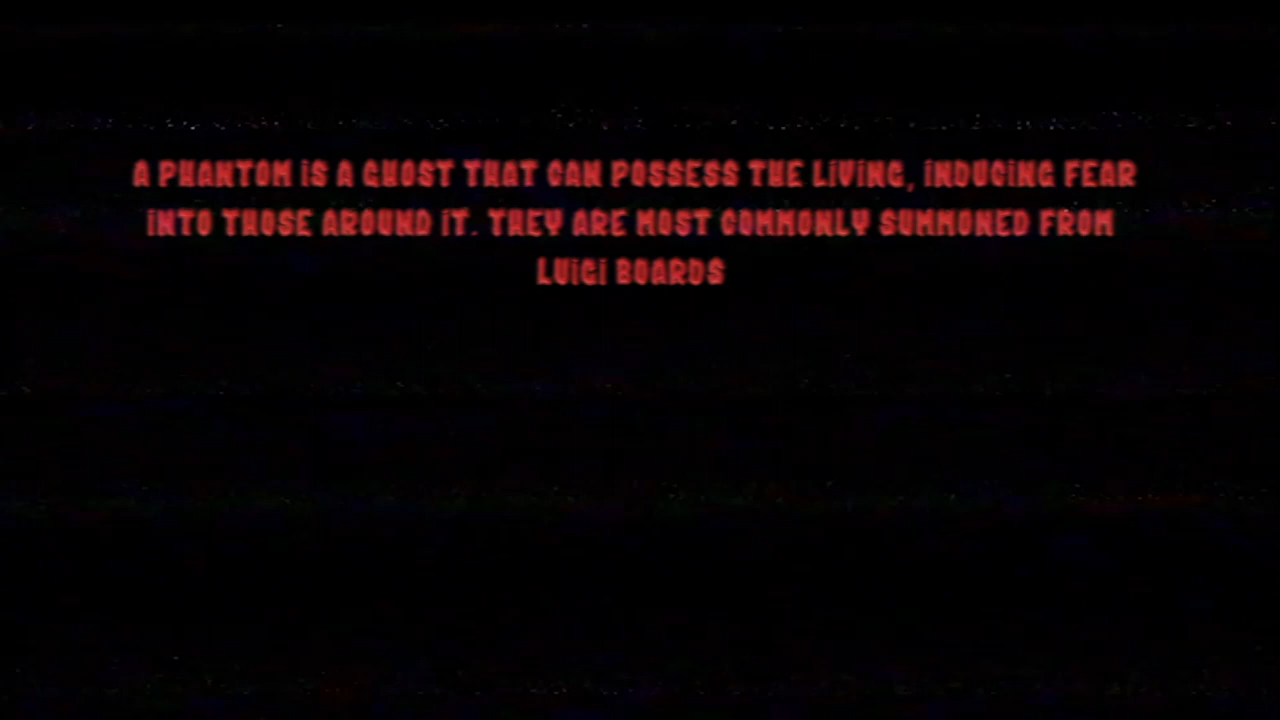 A PHANTOM iS A GHOST THAT CAN POSSESS THE LiViNG, iNDUCiNG FEAR
iNTO THOSE AROUND iT. THEY ARE MOST COMMONLY SUMMONED FROM
LUiGi BOARDS